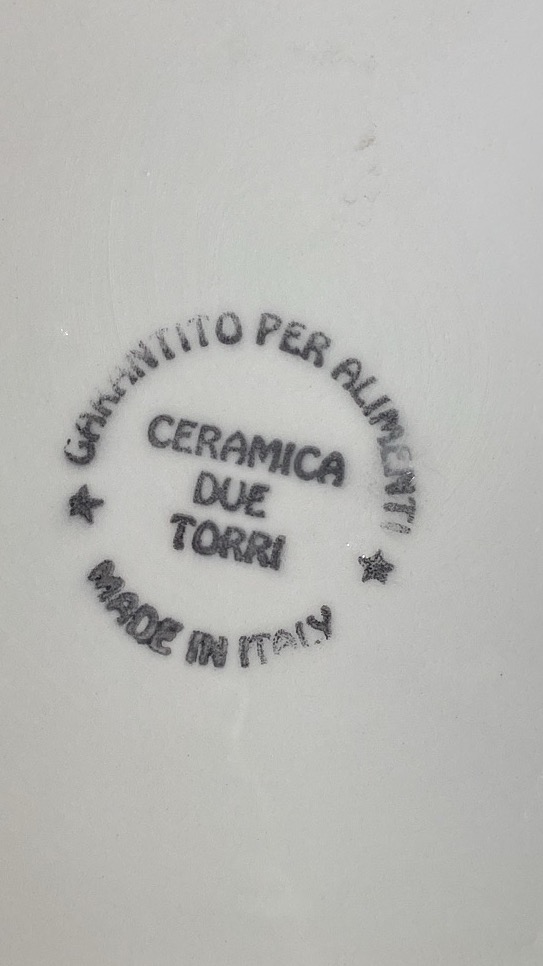 GARANTITO PER ALIMENTI
CERAMICA
DUE
TORRI
MADE IN ITALY